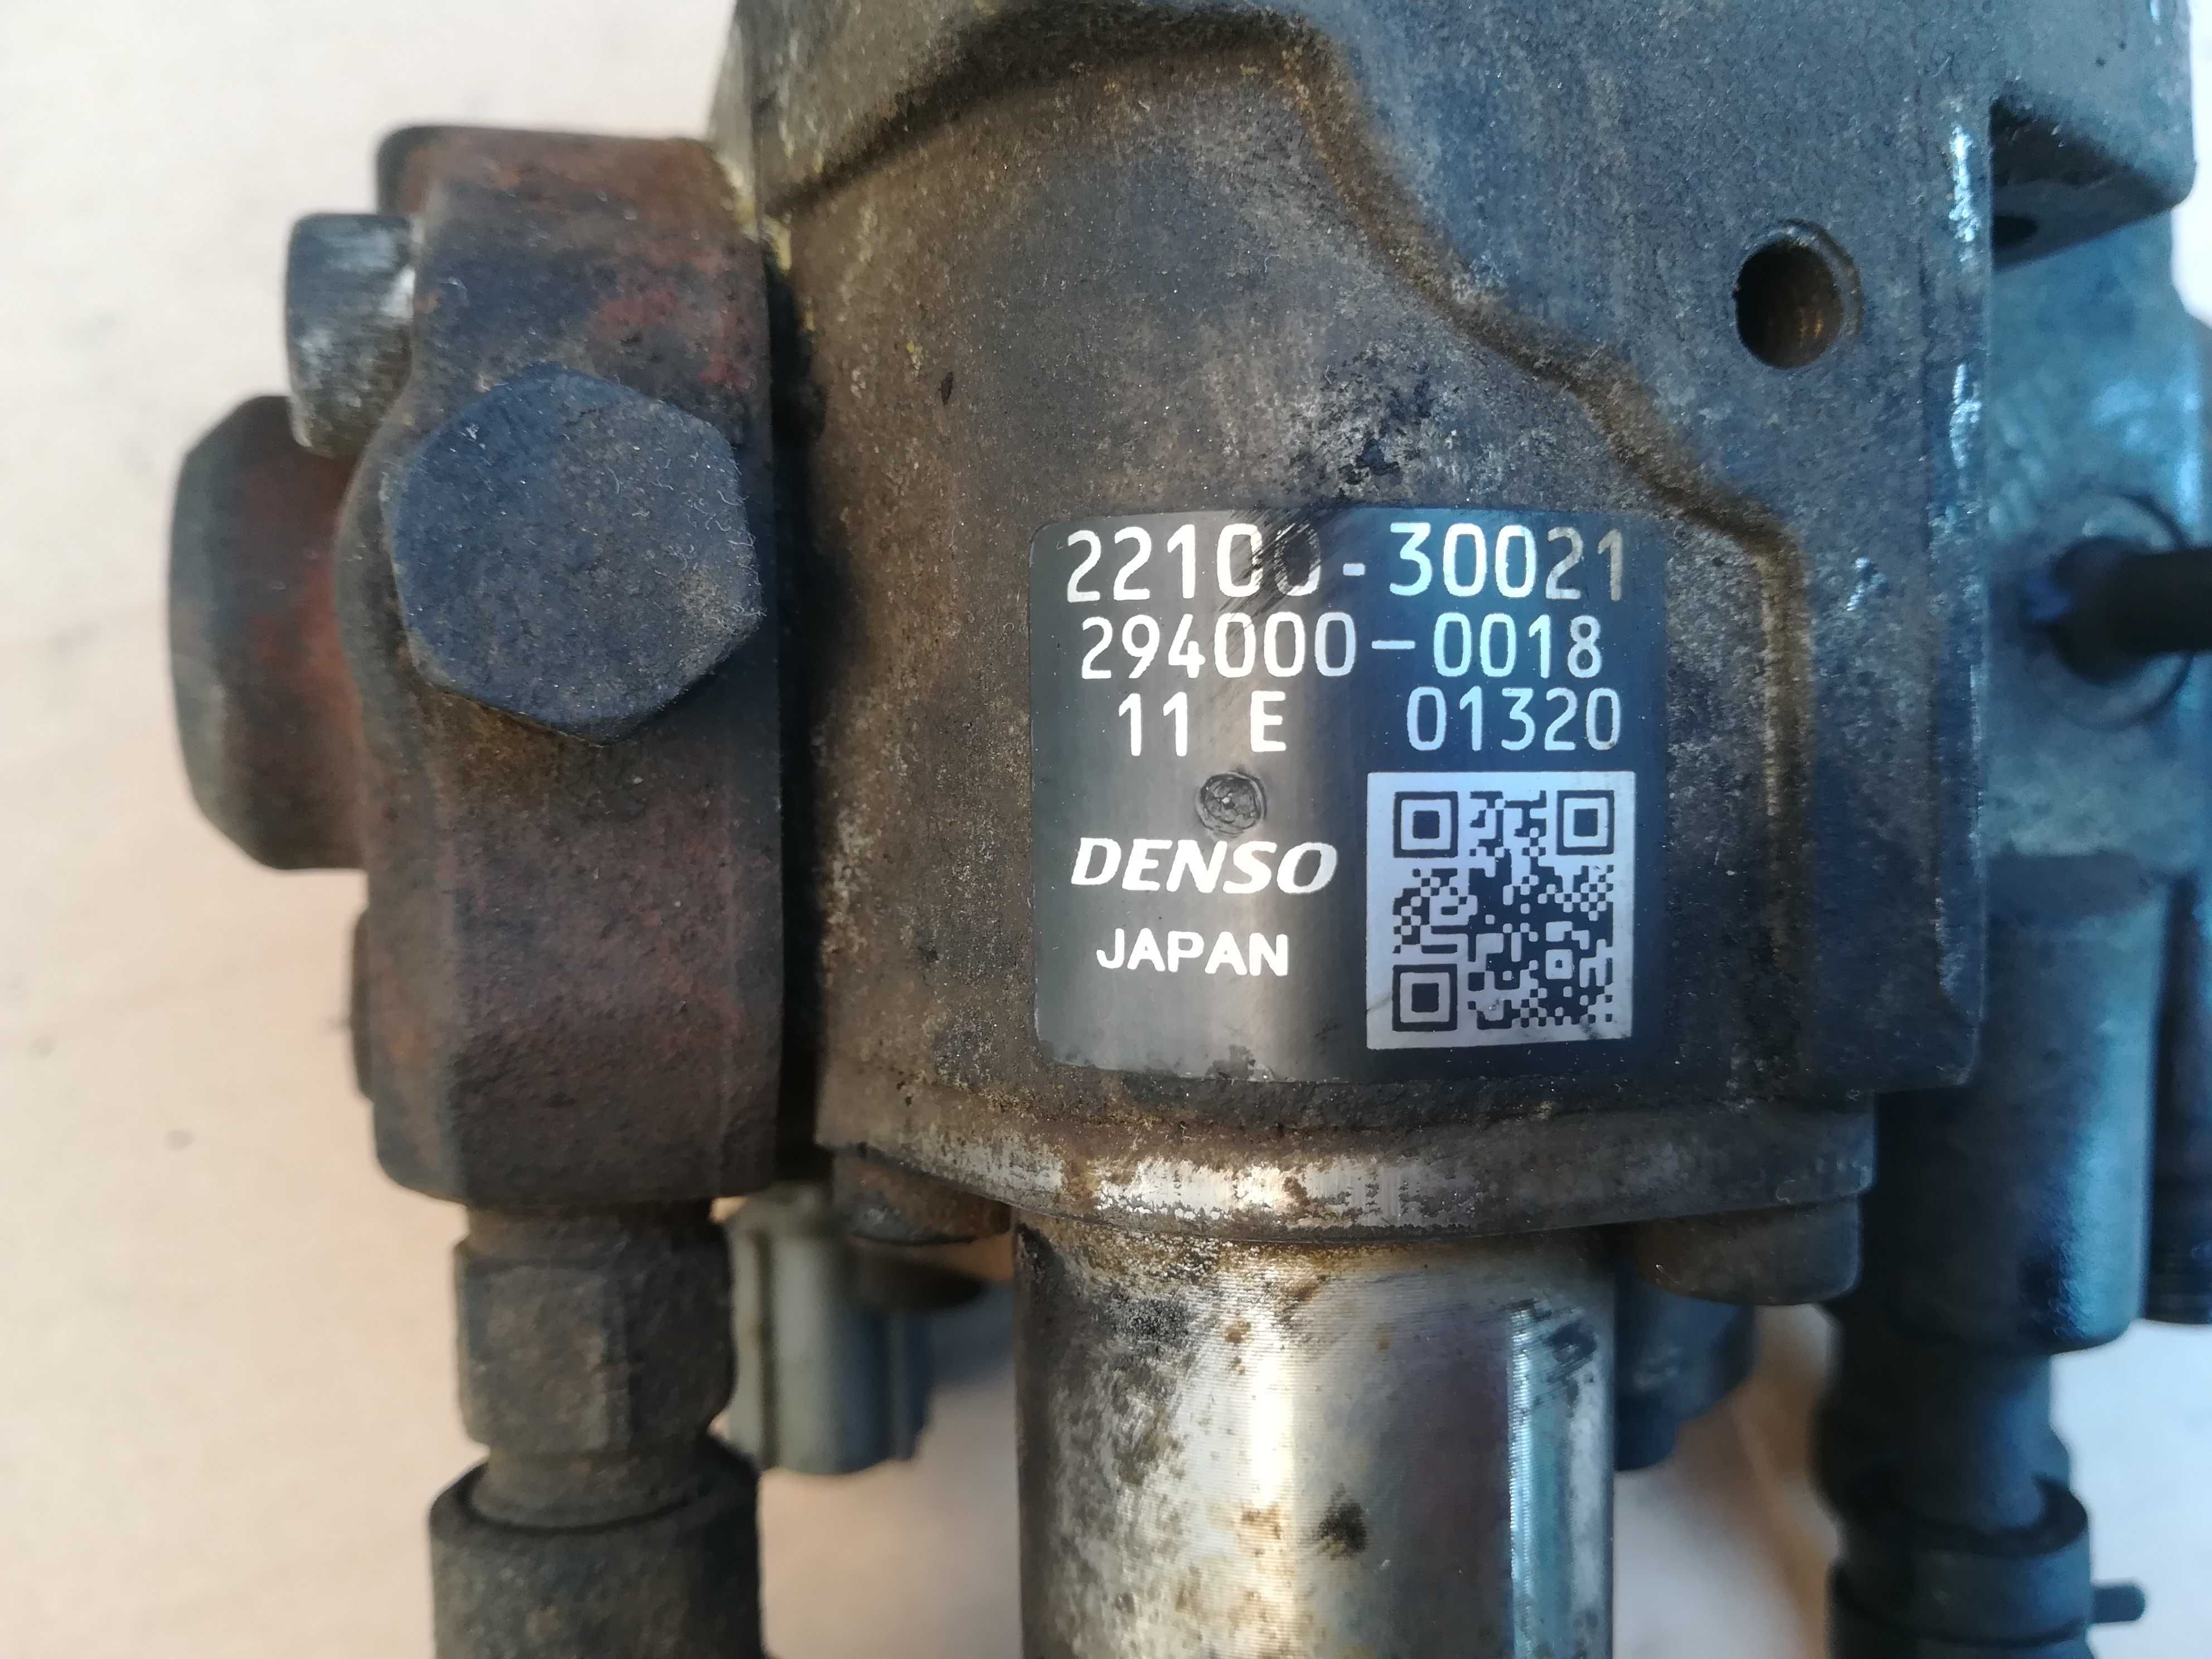 22100-30021
294000-0018
11 E 01320
DENSO
JAPAN